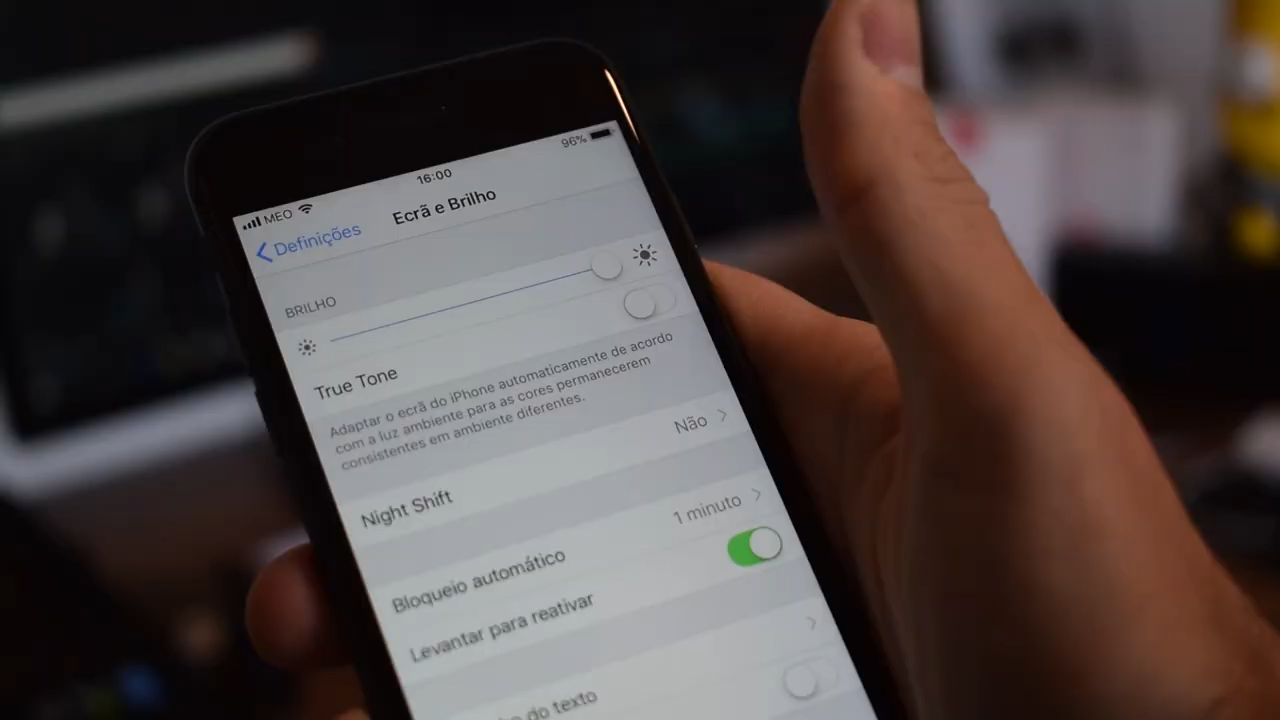 MEO 16:00 96%
Definições Ecrã e Brilho
BRILHO
True Tone
Adaptar o ecrã do iPhone automaticamente de acordo
com a luz ambiente para as cores permanecerem
consistentes em ambiente diferentes.
Night Shift Não
Bloqueio automático 1 minuto
Levantar para reativar
do texto